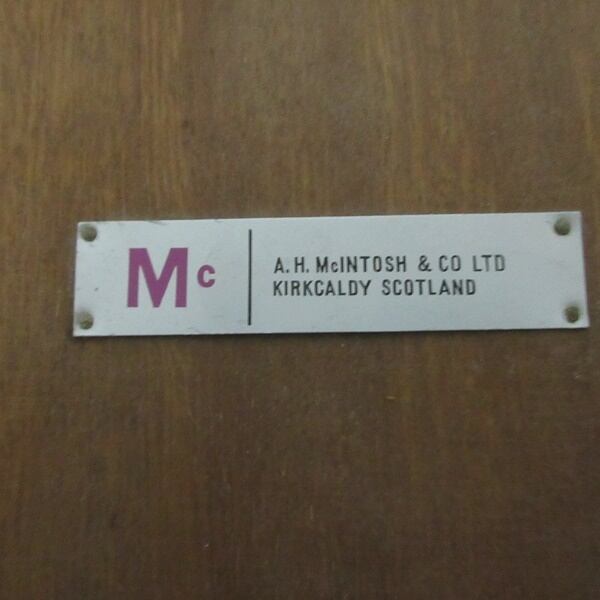 Mc
A.H. McINTOSH & CO LTD
KIRKCALDY SCOTLAND